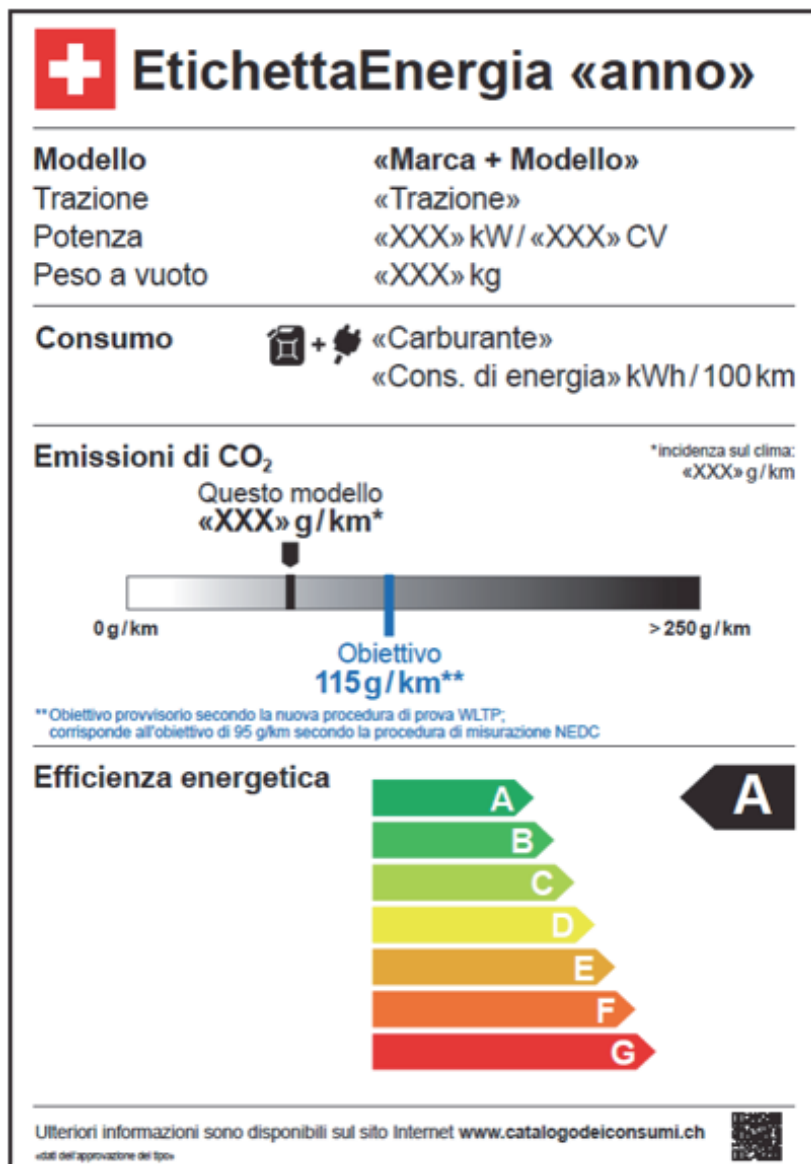 EtichettaEnergia «anno»
Modello «Marca + Modello»
Trazione «Trazione»
Potenza «XXX» kW / «XXX» CV
Peso a vuoto «XXX» kg
Consumo + «Carburante»
«Cons. di energia» kWh / 100 km
Emissioni di CO₂ *incidenza sul clima:
«XXX» g / km
Questo modello
«XXX» g / km*
0 g / km > 250 g / km
Obiettivo
115 g / km**
**Obiettivo provvisorio secondo la nuova procedura di prova WLTP;
corrisponde all'obiettivo di 95 g/km secondo la procedura di misurazione NEDC
Efficienza energetica
A A
B
C
D
E
F
G
Ulteriori informazioni sono disponibili sul sito Internet www.catalogodeiconsumi.ch
«dati dell'approvazione del tipo»